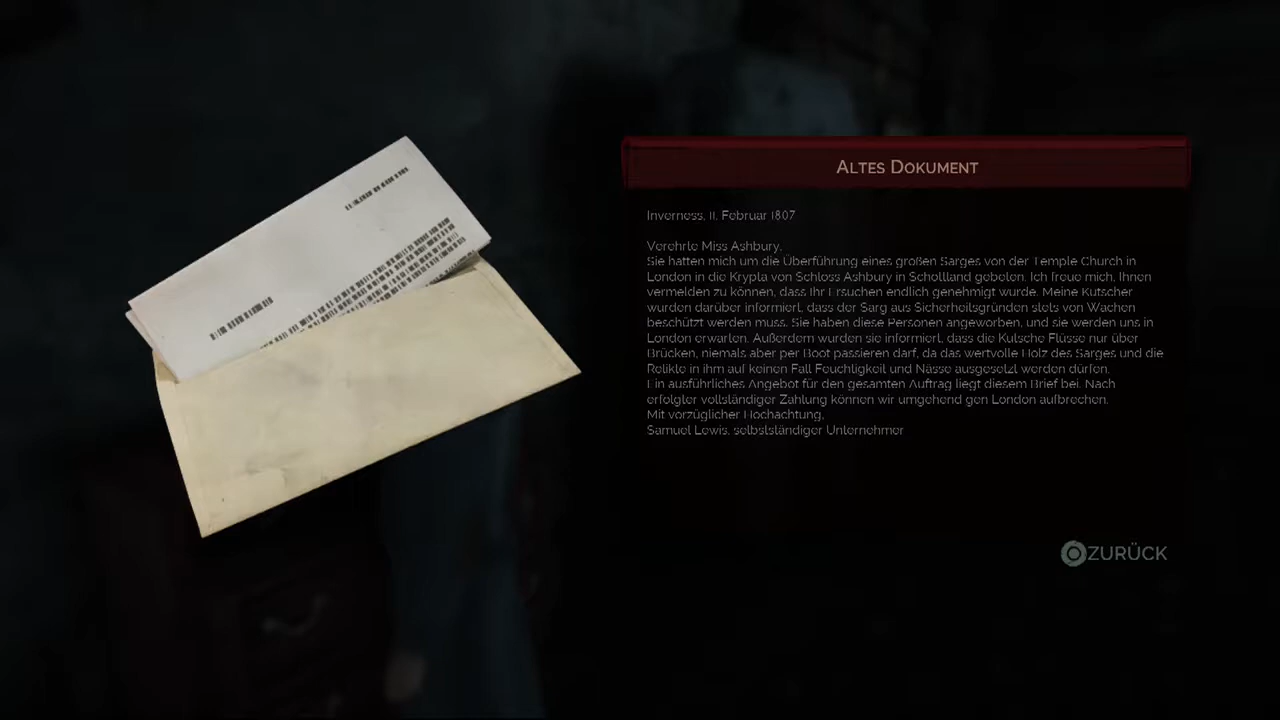 ALTES DOKUMENT
Inverness, 11. Februar 1807
Verehrte Miss Ashbury,
Sie hatten mich um die Überführung eines großen Sarges von der Temple Church in
London in die Krypta von Schloss Ashbury in Schottland gebeten. Ich freue mich, Ihnen
vermelden zu können, dass Ihr Ersuchen endlich genehmigt wurde. Meine Kutscher
wurden darüber informiert, dass der Sarg aus Sicherheitsgründen stets von Wachen
beschützt werden muss. Sie haben diese Personen angeworben, und sie werden uns in
London erwarten. Außerdem wurden sie informiert, dass die Kutsche Flüsse nur über
Brücken, niemals aber per Boot passieren darf, da das wertvolle Holz des Sarges und die
Relikte in ihm auf keinen Fall Feuchtigkeit und Nässe ausgesetzt werden dürfen.
Ein ausführliches Angebot für den gesamten Auftrag liegt diesem Brief bei. Nach
erfolgter vollständiger Zahlung können wir umgehend gen London aufbrechen.
Mit vorzüglicher Hochachtung,
Samuel Lewis, selbstständiger Unternehmer
ZURÜCK